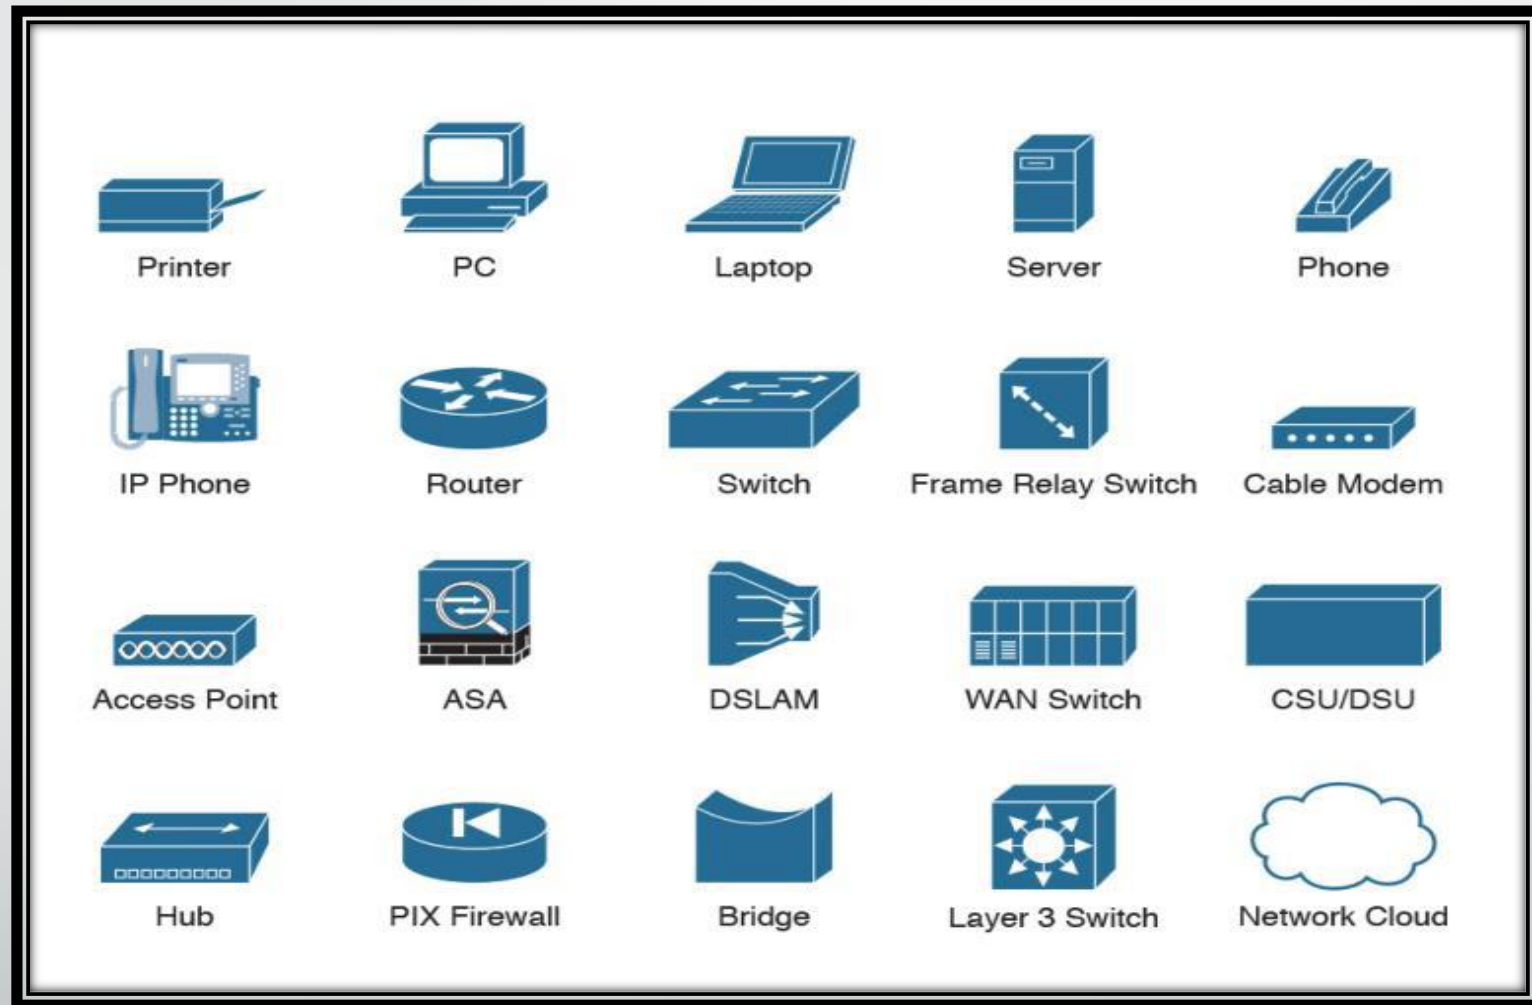 Printer PC Laptop Server Phone
IP Phone Router Switch Frame Relay Switch Cable Modem
Access Point ASA DSLAM WAN Switch CSU/DSU
Hub PIX Firewall Bridge Layer 3 Switch Network Cloud